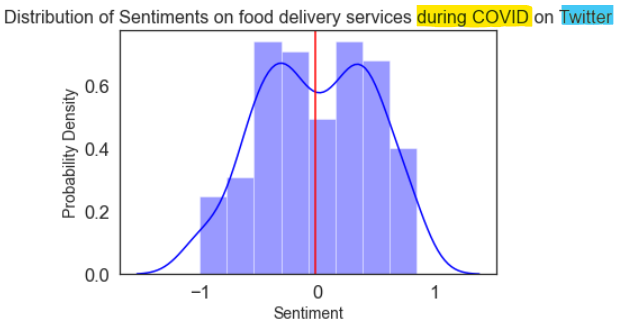 Distribution of Sentiments on food delivery services during COVID on Twitter
Probability Density
0.6
0.4
0.2
0.0
−1
0
1
Sentiment